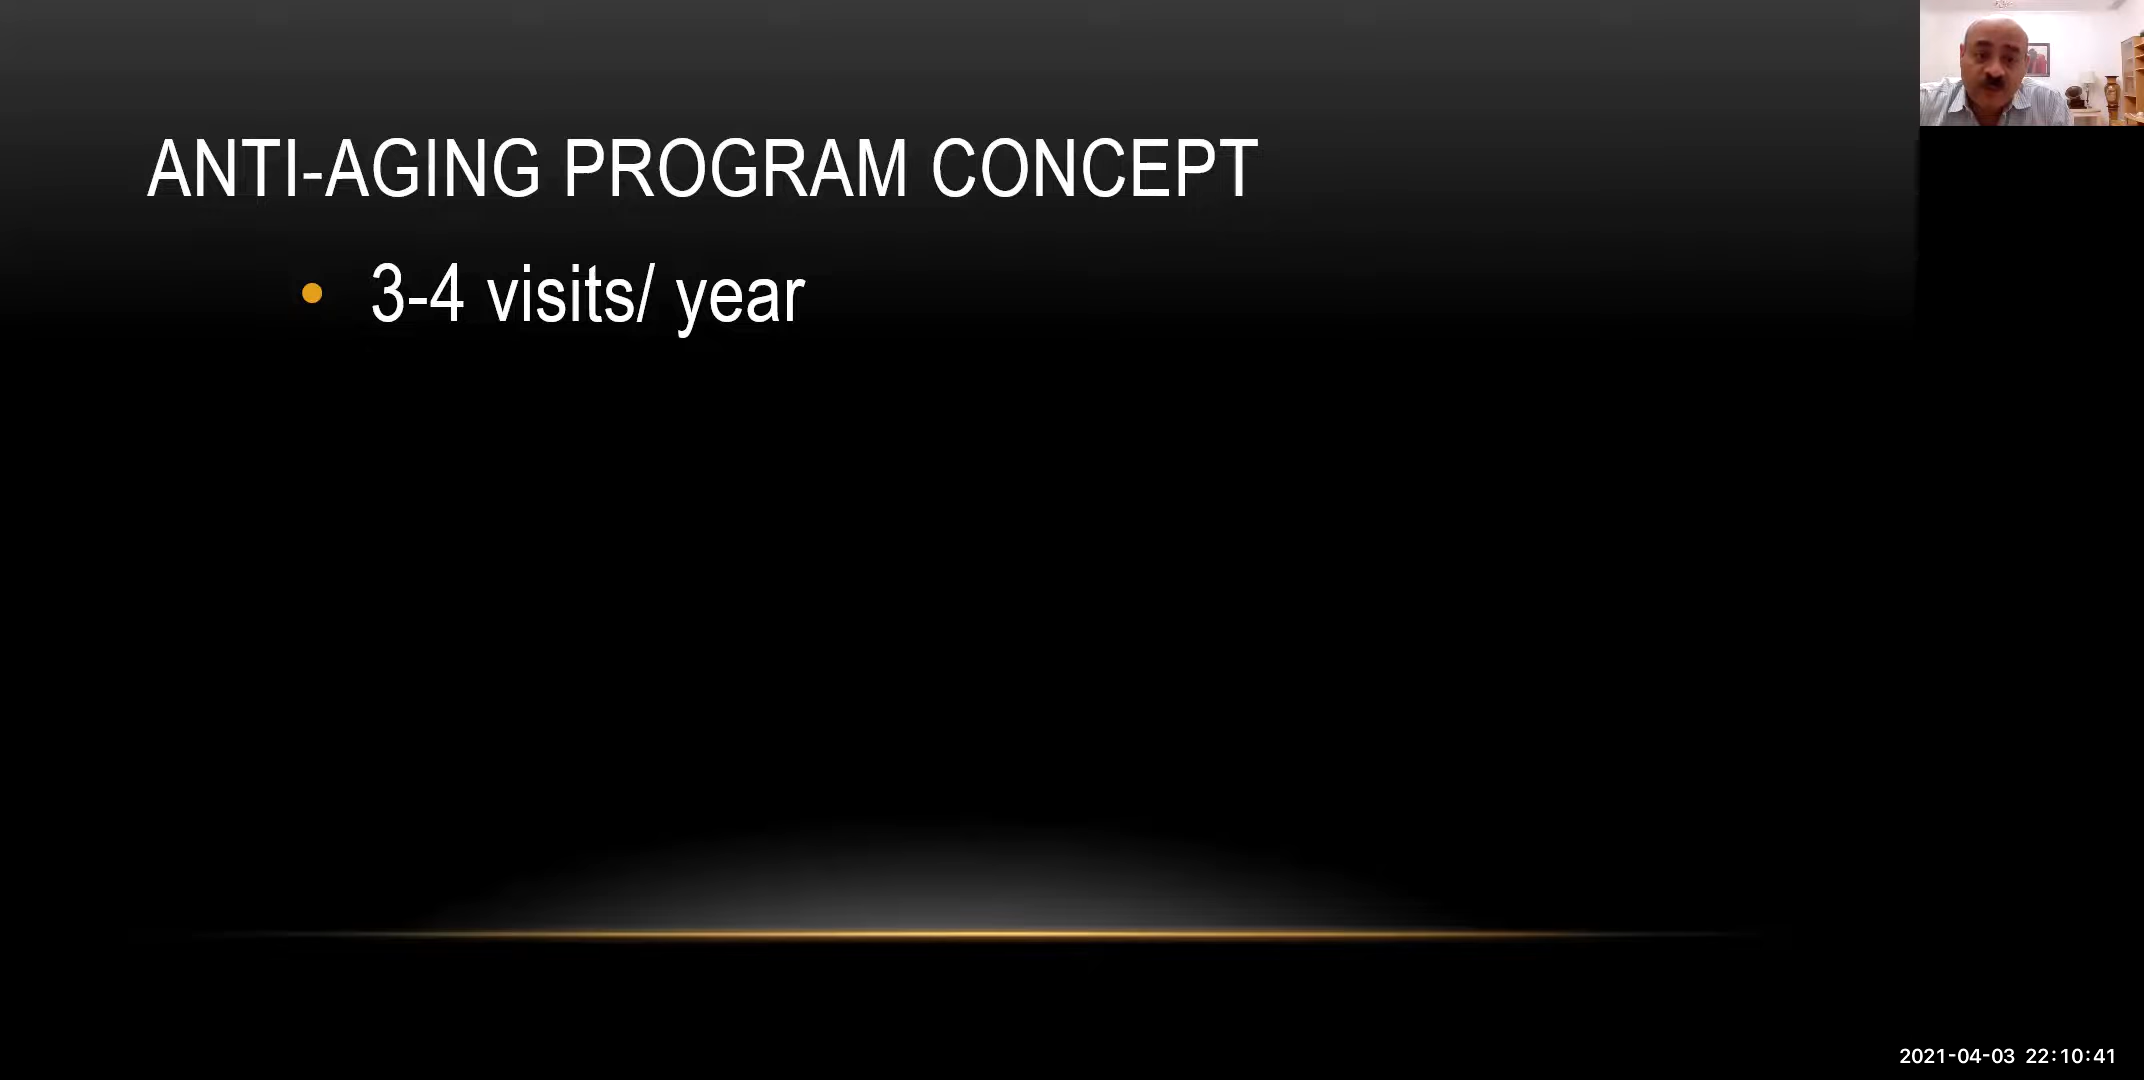 ANTI-AGING PROGRAM CONCEPT
• 3-4 visits/ year
2021-04-03 22:10:41